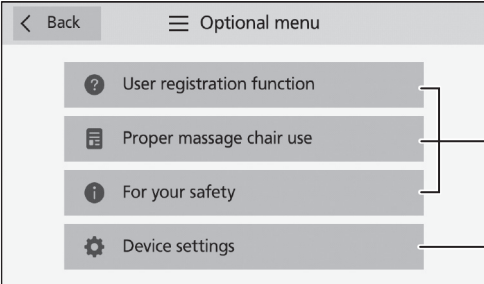 Back
Optional menu
User registration function
Proper massage chair use
For your safety
Device settings